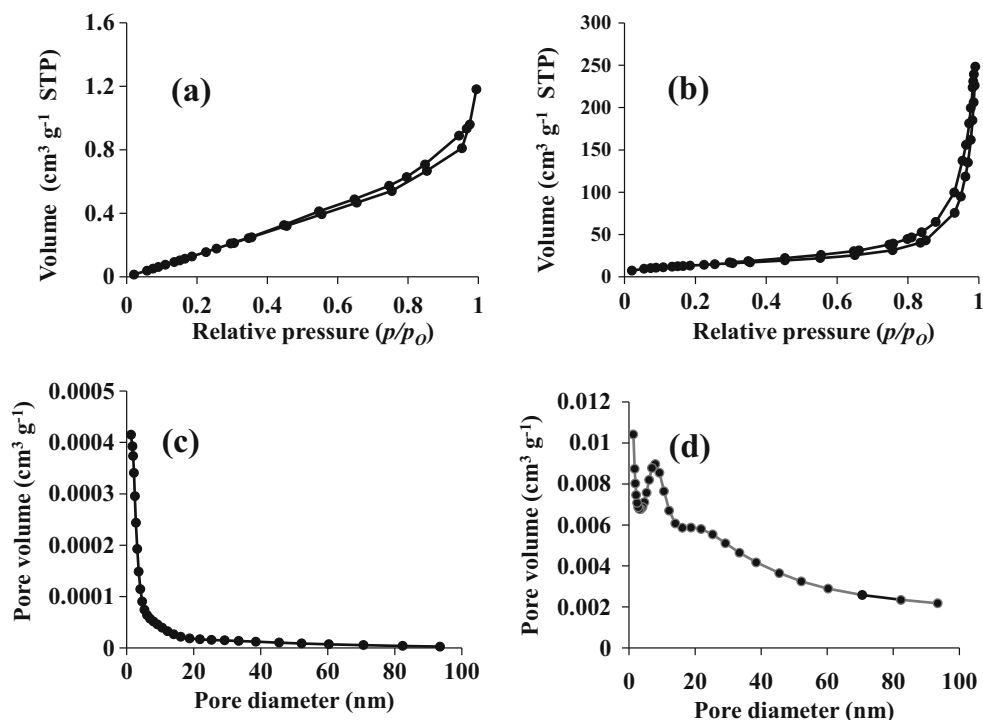 1.6
1.2
0.8
0.4
0
0 0.2 0.4 0.6 0.8 1
Volume (cm³ g⁻¹ STP)
Relative pressure (p/p_O)
(a)
300
250
200
150
100
50
0
0 0.2 0.4 0.6 0.8 1
Volume (cm³ g⁻¹ STP)
Relative pressure (p/p_O)
(b)
0.0005
0.0004
0.0003
0.0002
0.0001
0
0 20 40 60 80 100
Pore volume (cm³ g⁻¹)
Pore diameter (nm)
(c)
0.012
0.01
0.008
0.006
0.004
0.002
0
0 20 40 60 80 100
Pore volume (cm³ g⁻¹)
Pore diameter (nm)
(d)